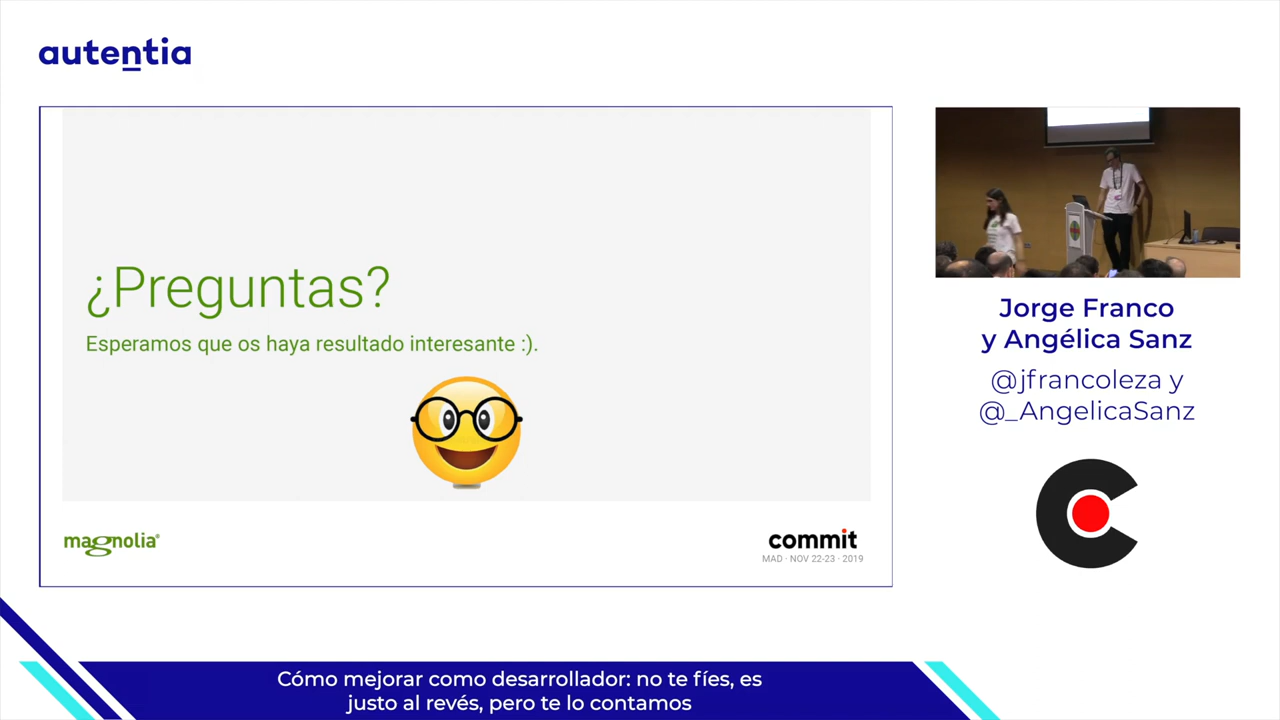 autentia
¿Preguntas?
Esperamos que os haya resultado interesante :).
magnolia®
commit
MAD · NOV 22-23 · 2019
Jorge Franco
y Angélica Sanz
@jfrancoleza y
@_AngelicaSanz
Cómo mejorar como desarrollador: no te fíes, es
justo al revés, pero te lo contamos